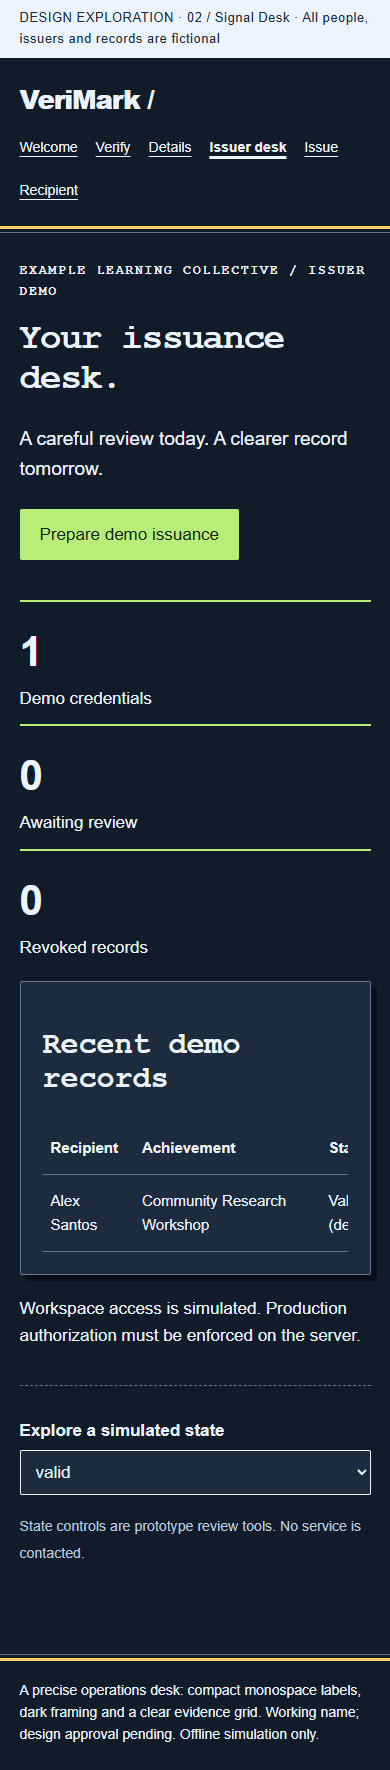 DESIGN EXPLORATION · 02 / Signal Desk · All people,
issuers and records are fictional
VeriMark /
Welcome Verify Details Issuer desk Issue
Recipient
EXAMPLE LEARNING COLLECTIVE / ISSUER
DEMO
Your issuance
desk.
A careful review today. A clearer record
tomorrow.
Prepare demo issuance
1
Demo credentials
0
Awaiting review
0
Revoked records
Recent demo
records
Recipient Achievement
Alex Community Research
Santos Workshop
Workspace access is simulated. Production
authorization must be enforced on the server.
Explore a simulated state
valid
State controls are prototype review tools. No service is
contacted.
A precise operations desk: compact monospace labels,
dark framing and a clear evidence grid. Working name;
design approval pending. Offline simulation only.